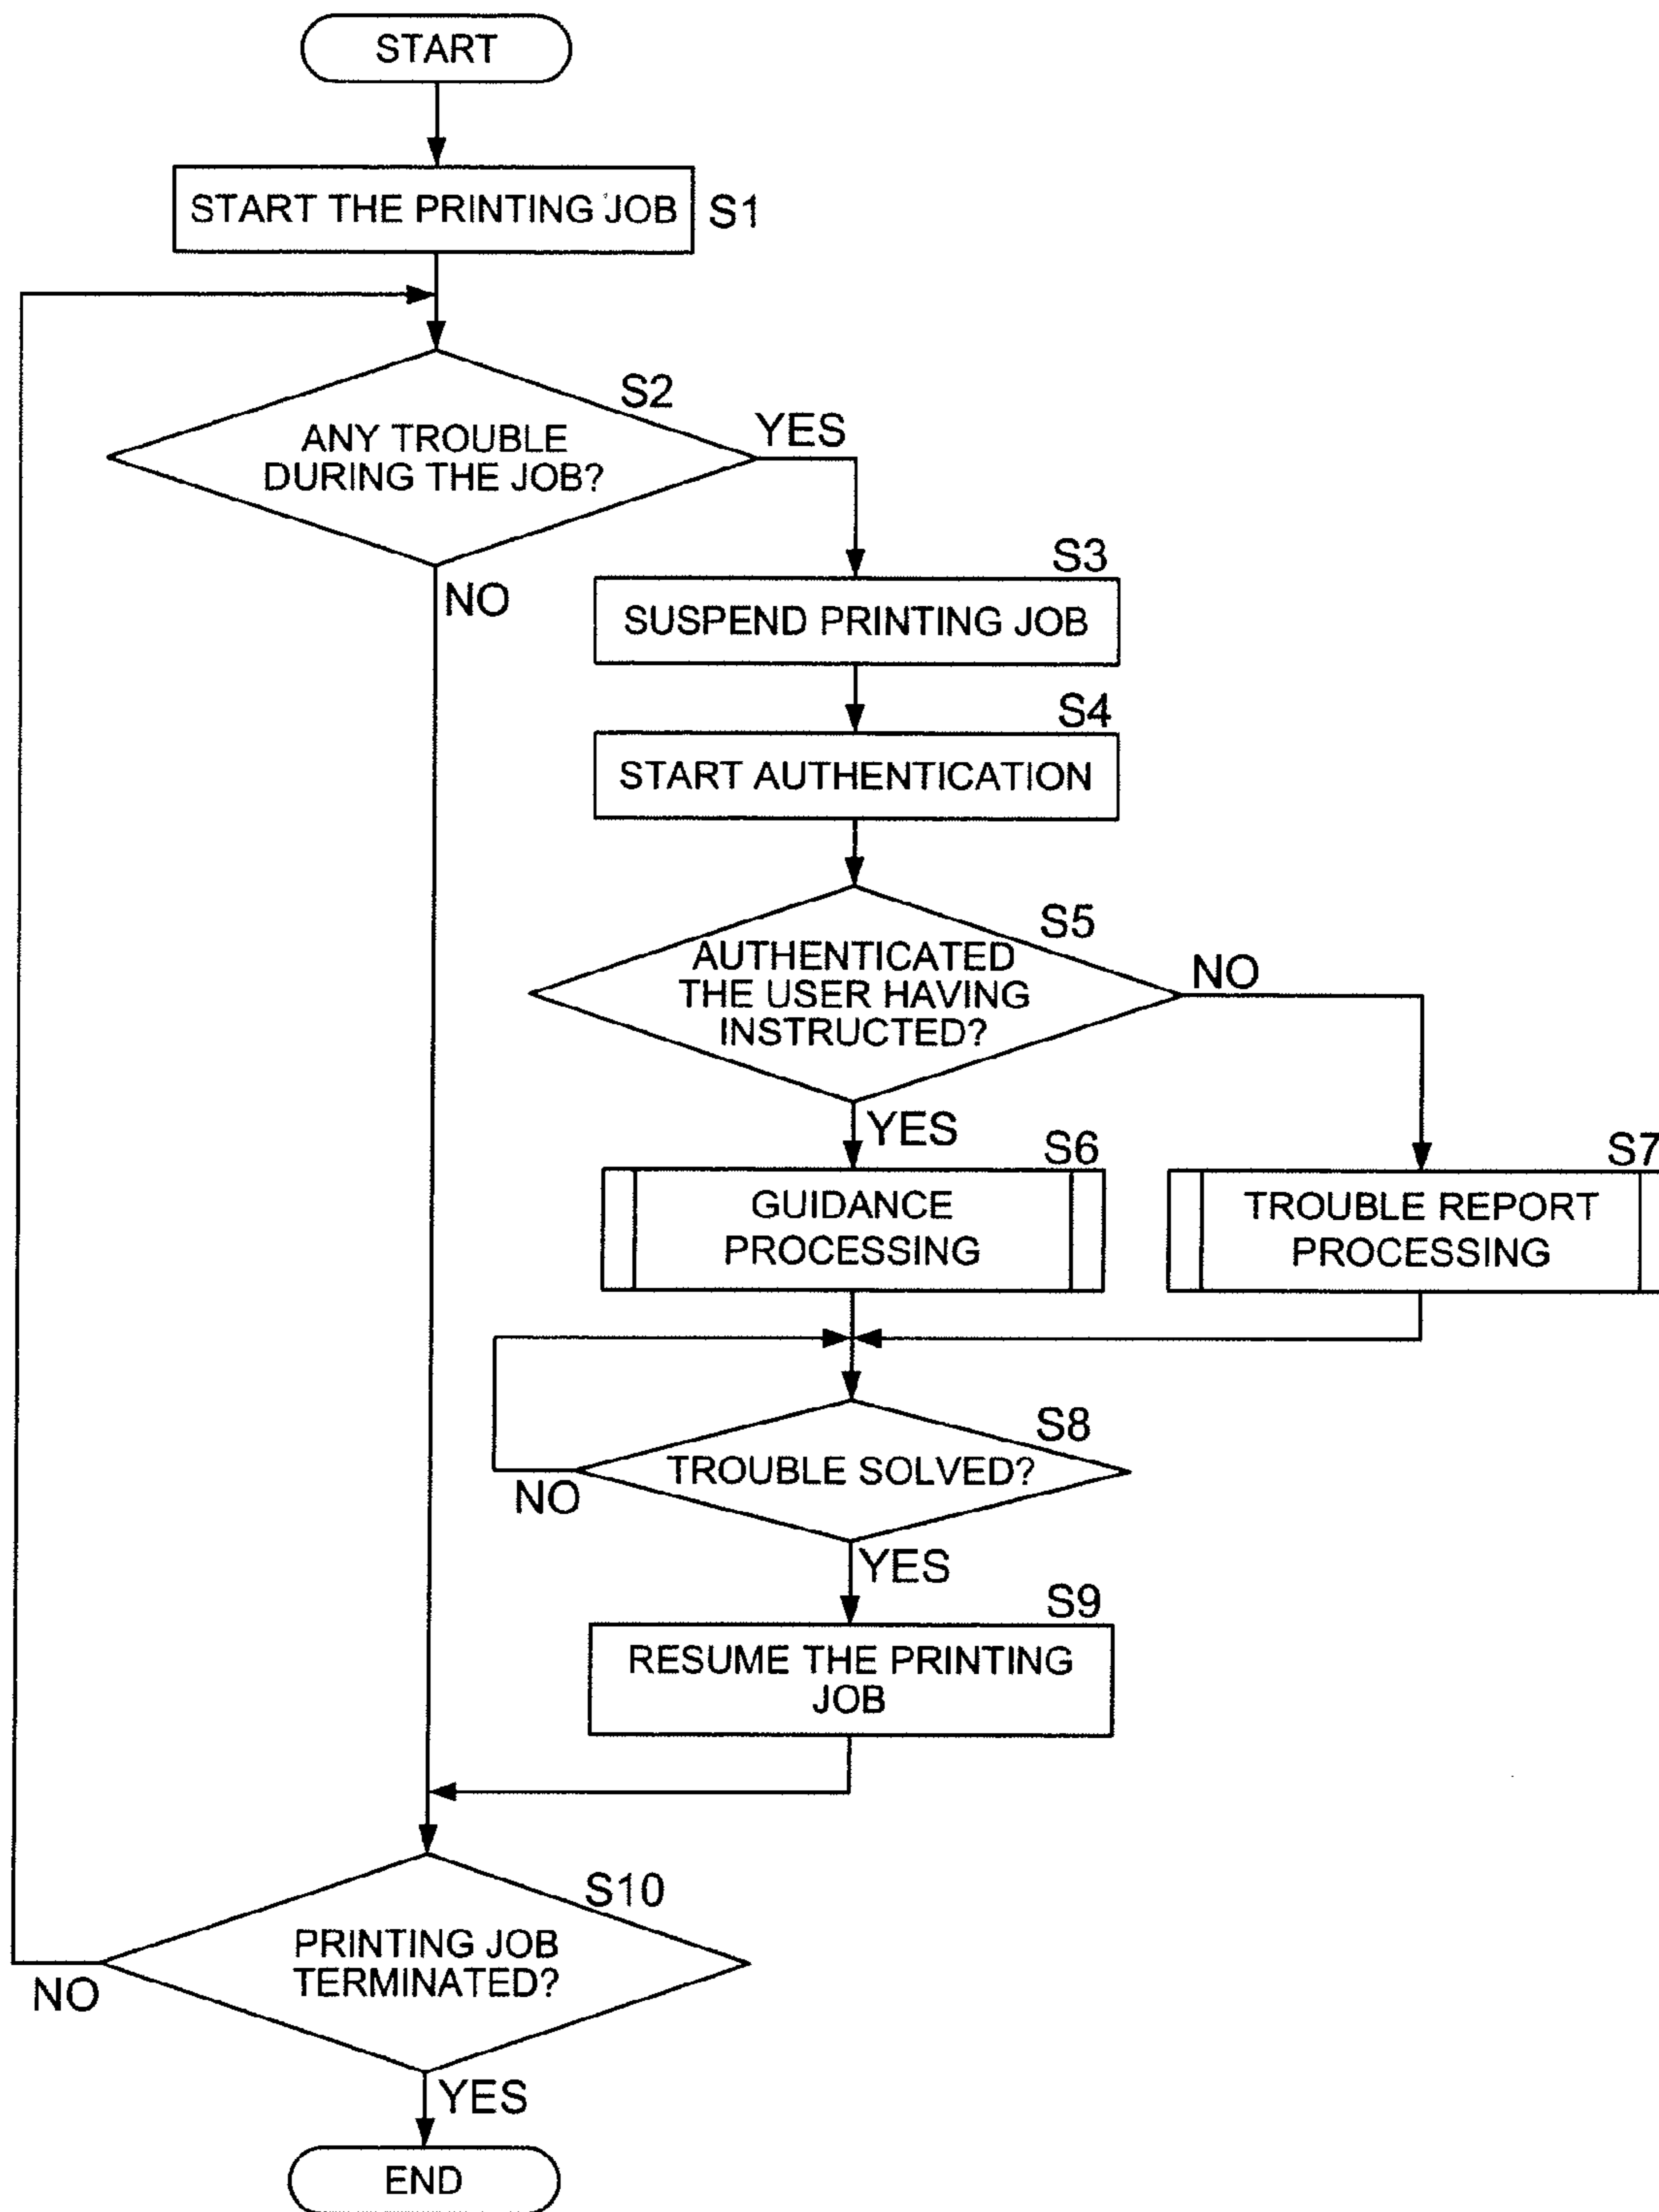 START
START THE PRINTING JOB
S1
S2
ANY TROUBLE
DURING THE JOB?
YES
NO
S3
SUSPEND PRINTING JOB
S4
START AUTHENTICATION
S5
AUTHENTICATED
THE USER HAVING
INSTRUCTED?
NO
YES
S6
GUIDANCE
PROCESSING
S7
TROUBLE REPORT
PROCESSING
S8
TROUBLE SOLVED?
NO
YES
S9
RESUME THE PRINTING
JOB
S10
PRINTING JOB
TERMINATED?
NO
YES
END